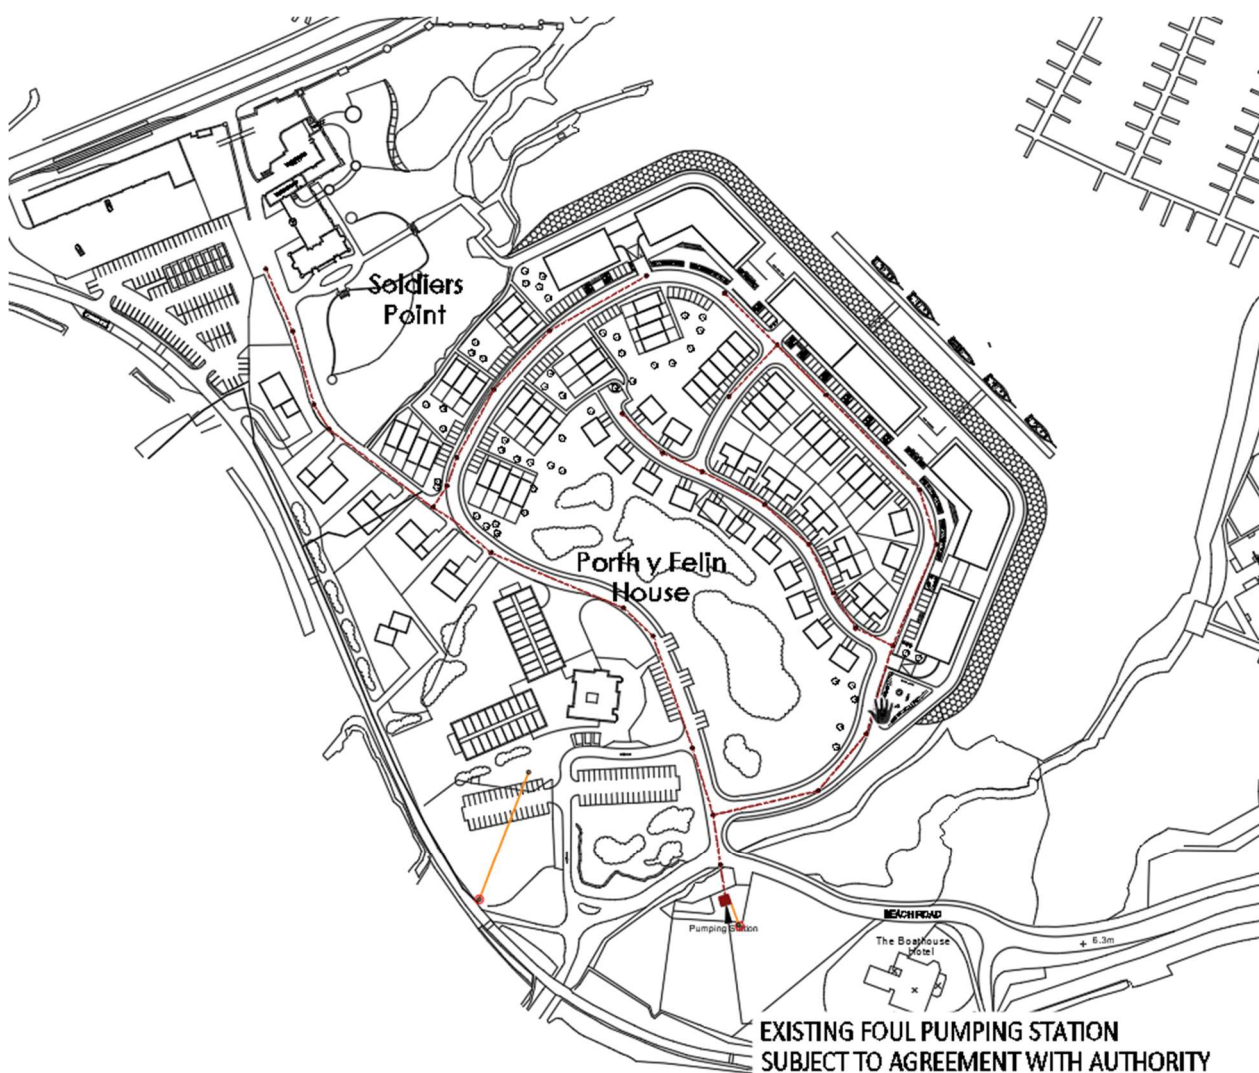 Soldiers
Point
Porth y Felin
House
BEACH ROAD
6.3m
Pumping Station
The Boathouse
Hotel
EXISTING FOUL PUMPING STATION
SUBJECT TO AGREEMENT WITH AUTHORITY